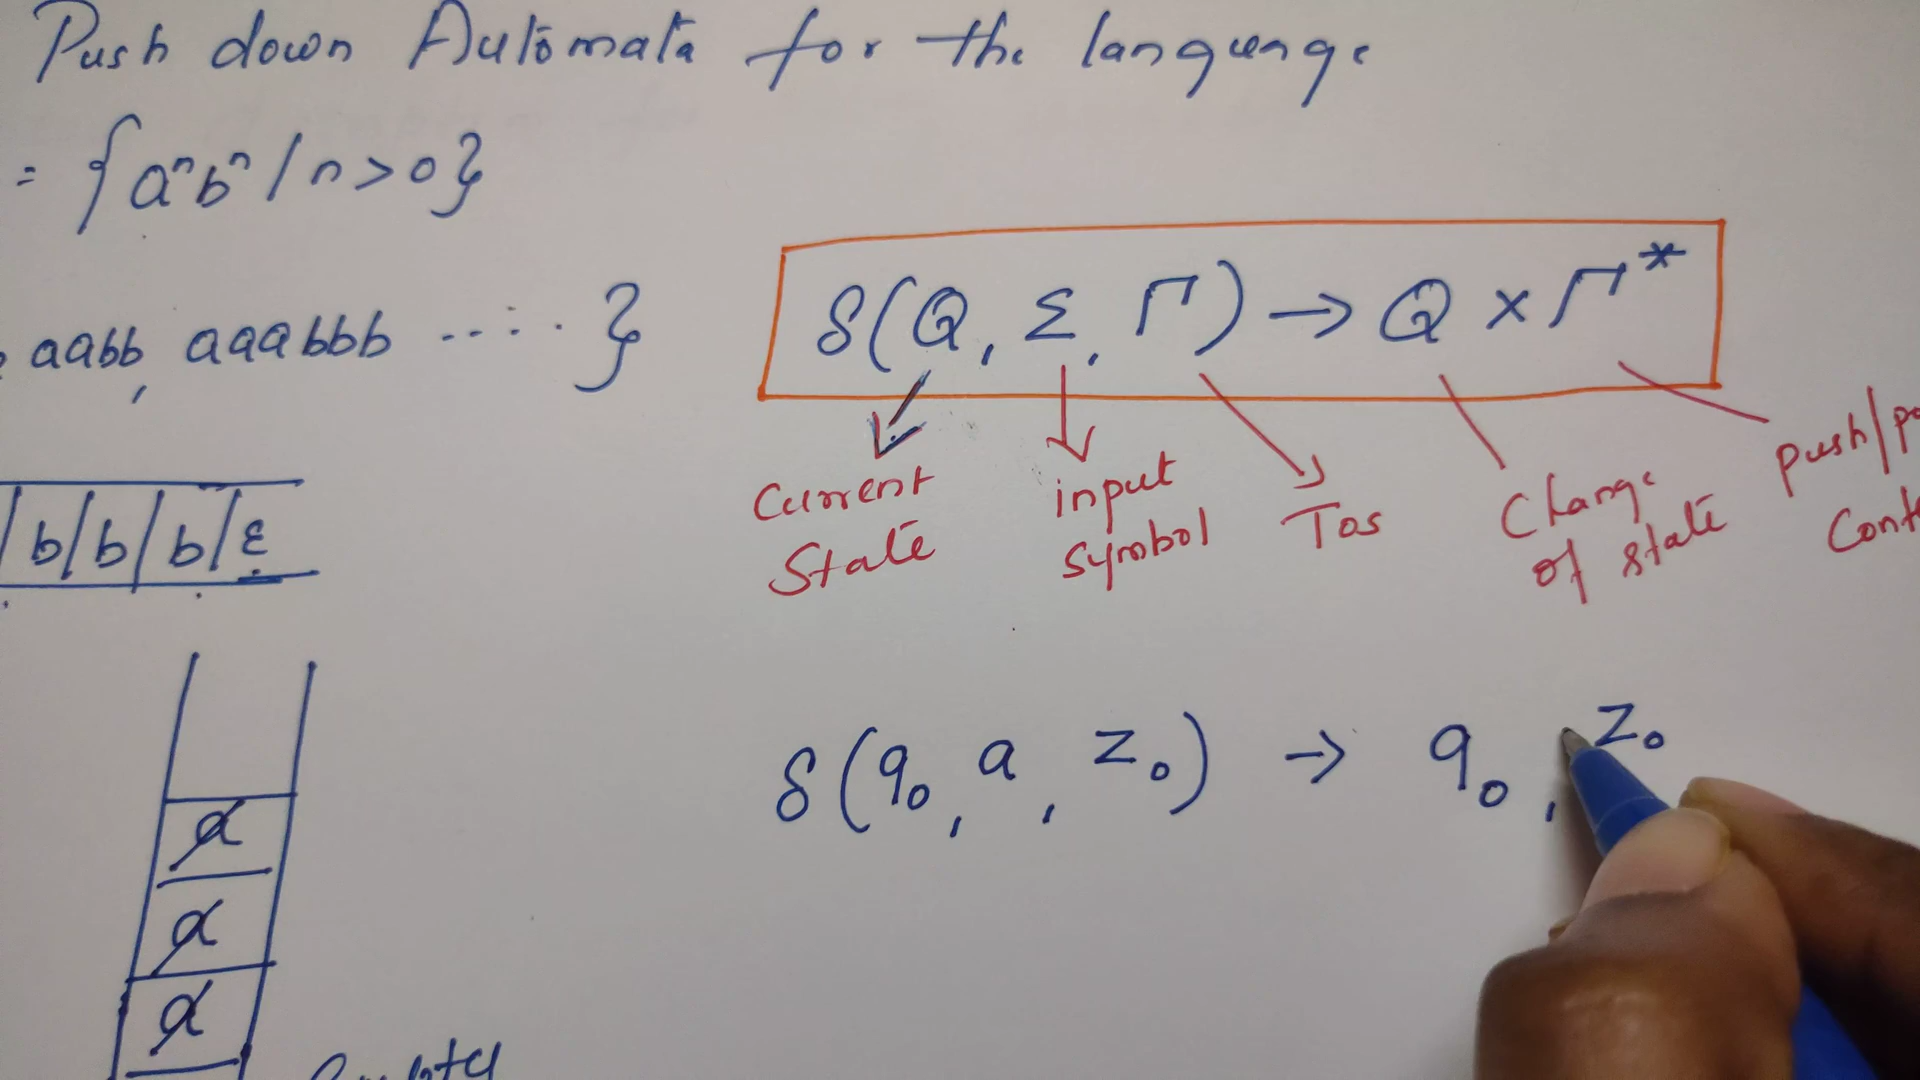 Push down Automata for the language
= {aⁿbⁿ / n > 0}
aabb, aaabbb ..... }
δ(Q, Σ, Γ) → Q × Γ*
Current State
input symbol
Tos
Change of state
push/
b/b/b/ε
δ(q₀, a, z₀) → q₀, z₀
a
a
a